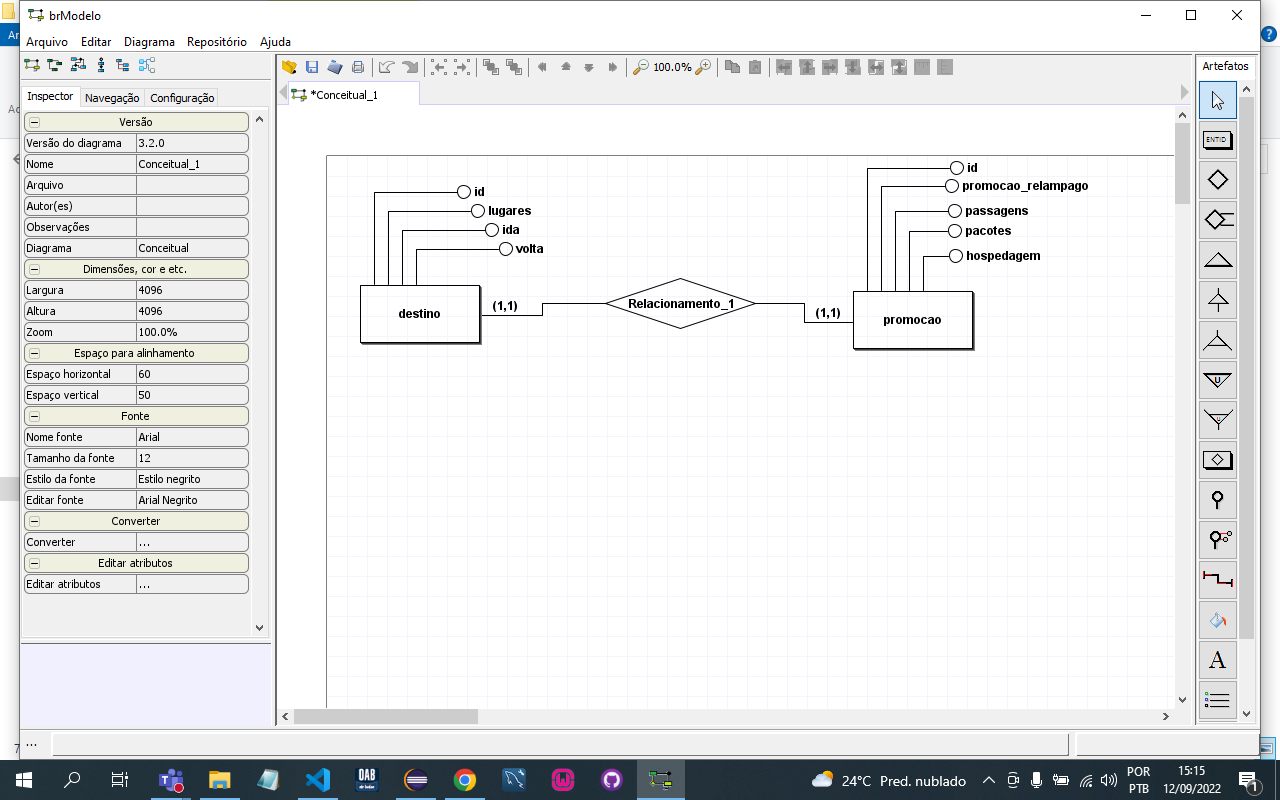 brModelo
Arquivo Editar Diagrama Repositório Ajuda
100.0%
Artefatos
Inspector Navegação Configuração
*Conceitual_1
Versão
Versão do diagrama 3.2.0
Nome Conceitual_1
Arquivo
Autor(es)
Observações
Diagrama Conceitual
Dimensões, cor e etc.
Largura 4096
Altura 4096
Zoom 100.0%
Espaço para alinhamento
Espaço horizontal 60
Espaço vertical 50
Fonte
Nome fonte Arial
Tamanho da fonte 12
Estilo da fonte Estilo negrito
Editar fonte Arial Negrito
Converter
Converter ...
Editar atributos
Editar atributos ...
id
lugares
ida
volta
destino
(1,1)
Relacionamento_1
(1,1)
id
promocao_relampago
passagens
pacotes
hospedagem
promocao
ENTID
U
U
A
...
OAB
24°C Pred. nublado
POR
PTB
15:15
12/09/2022
1